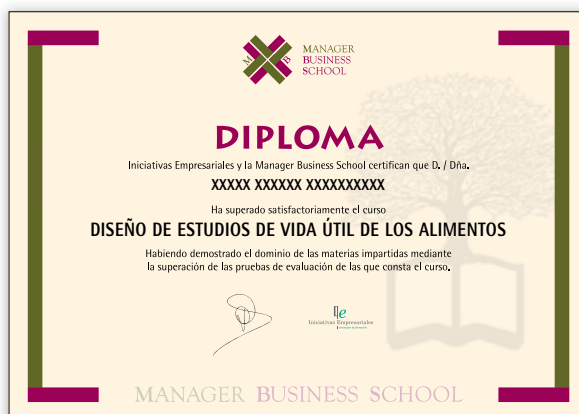 M B
MANAGER
BUSINESS
SCHOOL
DIPLOMA
Iniciativas Empresariales y la Manager Business School certifican que D. / Dña.
XXXXX XXXXXX XXXXXXXXXX
Ha superado satisfactoriamente el curso
DISEÑO DE ESTUDIOS DE VIDA ÚTIL DE LOS ALIMENTOS
Habiendo demostrado el dominio de las materias impartidas mediante
la superación de las pruebas de evaluación de las que consta el curso.
Iniciativas Empresariales
MANAGER BUSINESS SCHOOL